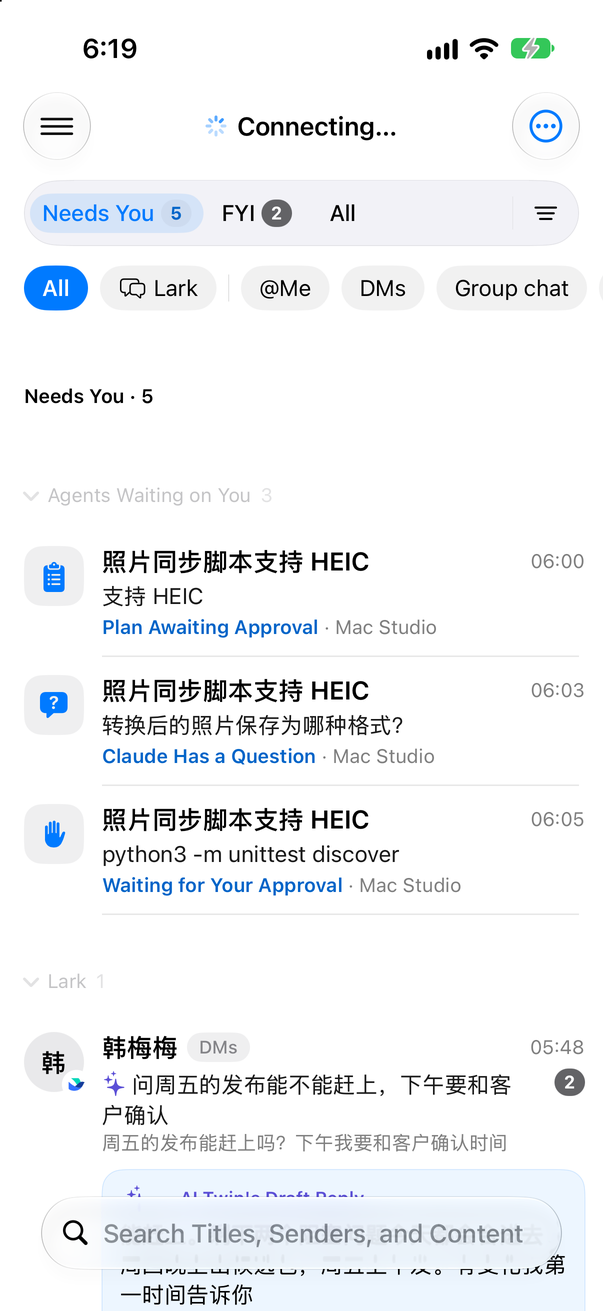 6:19
Connecting...
Needs You 5
FYI 2
All
All
Lark
@Me
DMs
Group chat
Needs You · 5
Agents Waiting on You 3
照片同步脚本支持 HEIC
06:00
支持 HEIC
Plan Awaiting Approval · Mac Studio
照片同步脚本支持 HEIC
06:03
转换后的照片保存为哪种格式?
Claude Has a Question · Mac Studio
照片同步脚本支持 HEIC
06:05
python3 -m unittest discover
Waiting for Your Approval · Mac Studio
Lark 1
韩
韩梅梅 DMs
05:48
问周五的发布能不能赶上，下午要和客
户确认
2
周五的发布能赶上吗？下午我要和客户确认时间
AI Twin's Draft Reply
Search Titles, Senders, and Content
一时间告诉你